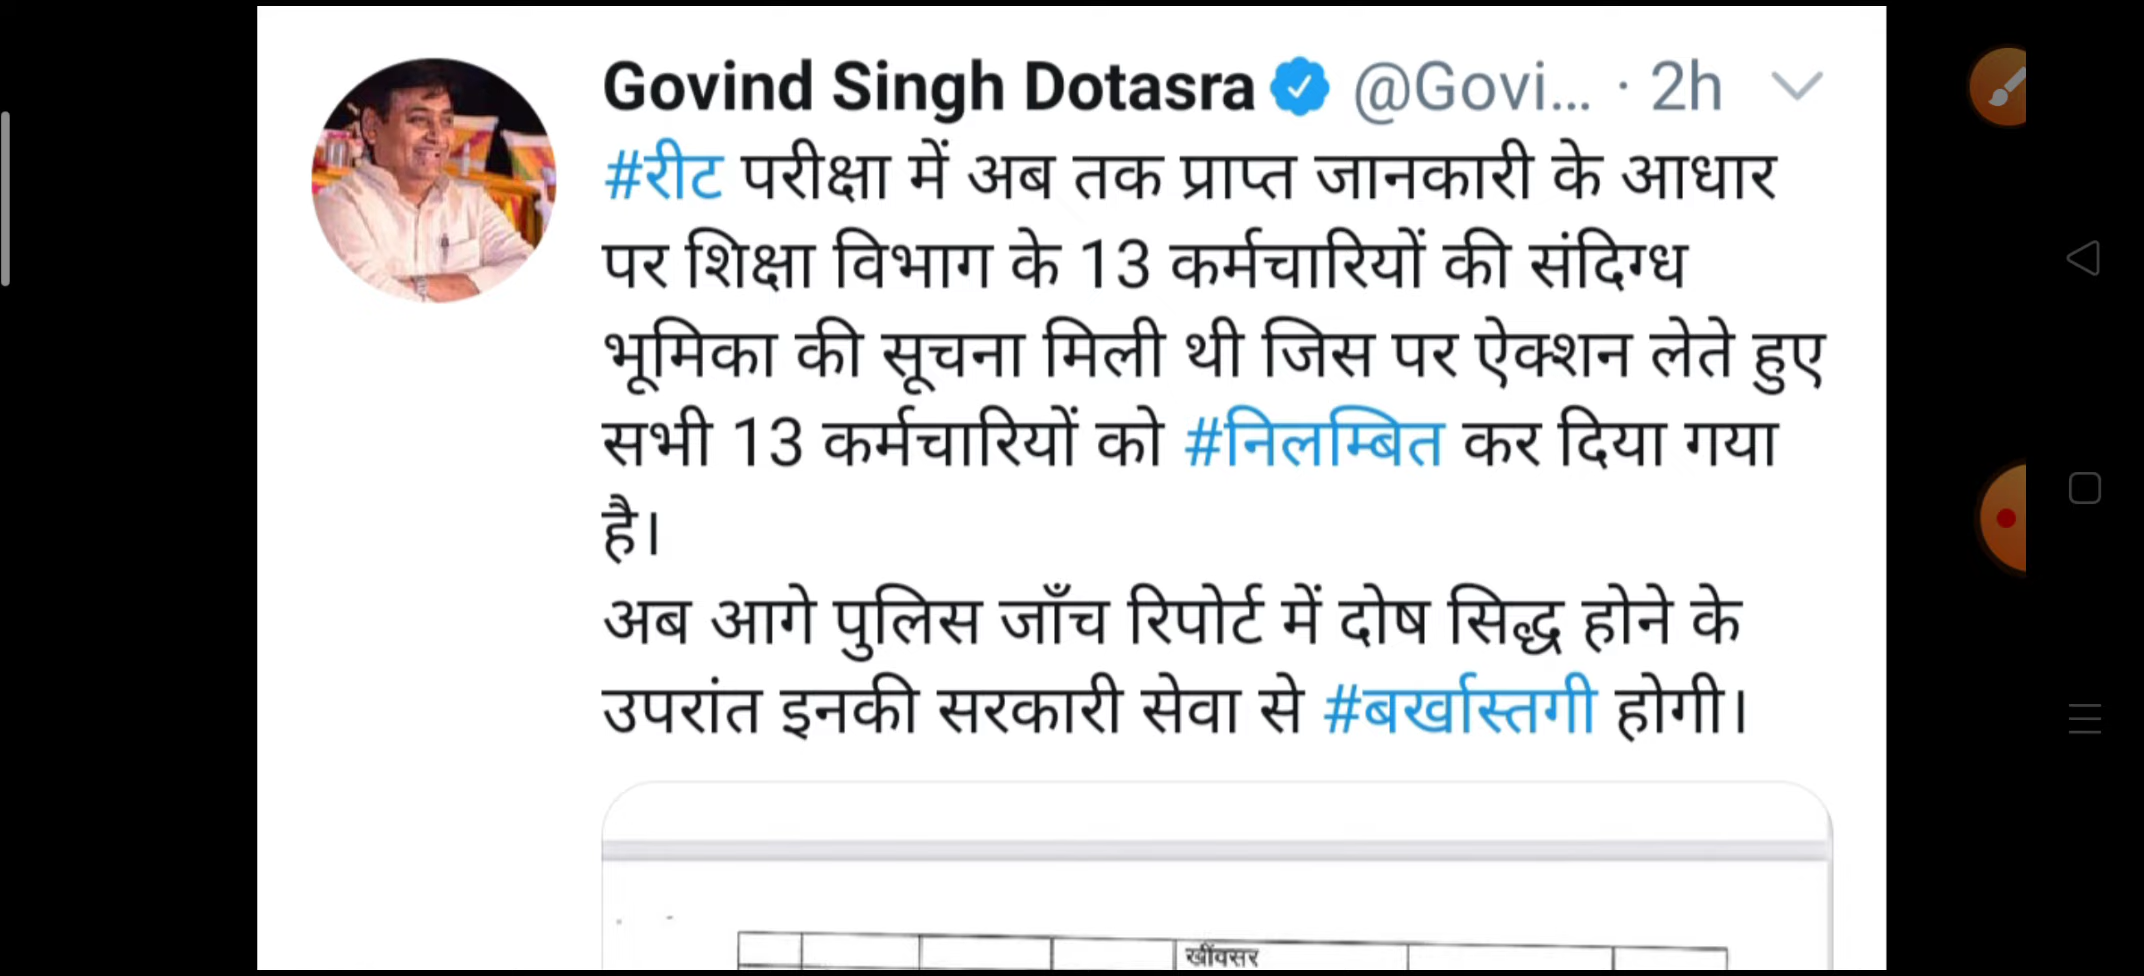 Govind Singh Dotasra @Govi... · 2h
#रीट परीक्षा में अब तक प्राप्त जानकारी के आधार
पर शिक्षा विभाग के 13 कर्मचारियों की संदिग्ध
भूमिका की सूचना मिली थी जिस पर ऐक्शन लेते हुए
सभी 13 कर्मचारियों को #निलम्बित कर दिया गया
है।
अब आगे पुलिस जाँच रिपोर्ट में दोष सिद्ध होने के
उपरांत इनकी सरकारी सेवा से #बर्खास्तगी होगी।
खींवसर